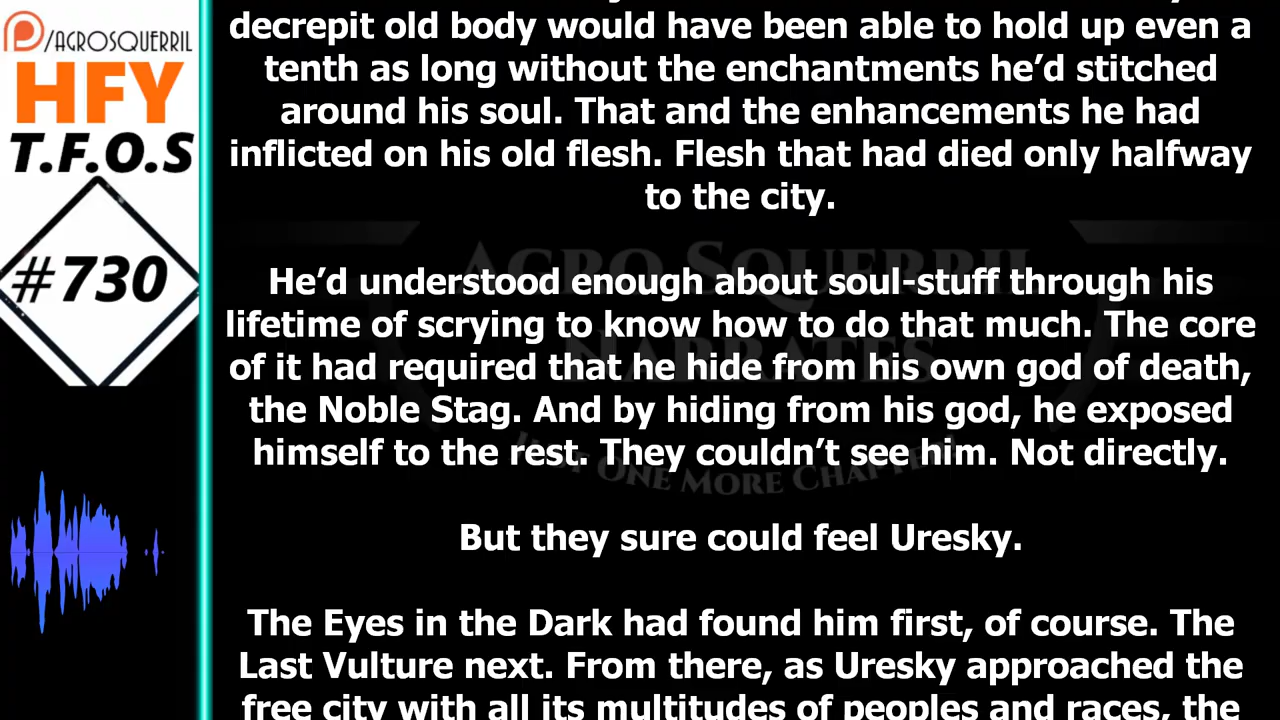 /AGROSQUERRIL
HFY
T.F.O.S
#730
decrepit old body would have been able to hold up even a
tenth as long without the enchantments he’d stitched
around his soul. That and the enhancements he had
inflicted on his old flesh. Flesh that had died only halfway
to the city.
He’d understood enough about soul-stuff through his
lifetime of scrying to know how to do that much. The core
of it had required that he hide from his own god of death,
the Noble Stag. And by hiding from his god, he exposed
himself to the rest. They couldn’t see him. Not directly.
But they sure could feel Uresky.
The Eyes in the Dark had found him first, of course. The
Last Vulture next. From there, as Uresky approached the
free city with all its multitudes of peoples and races, the
AGRO SQUERRIL
NARRATES
JUST ONE MORE CHAPTER